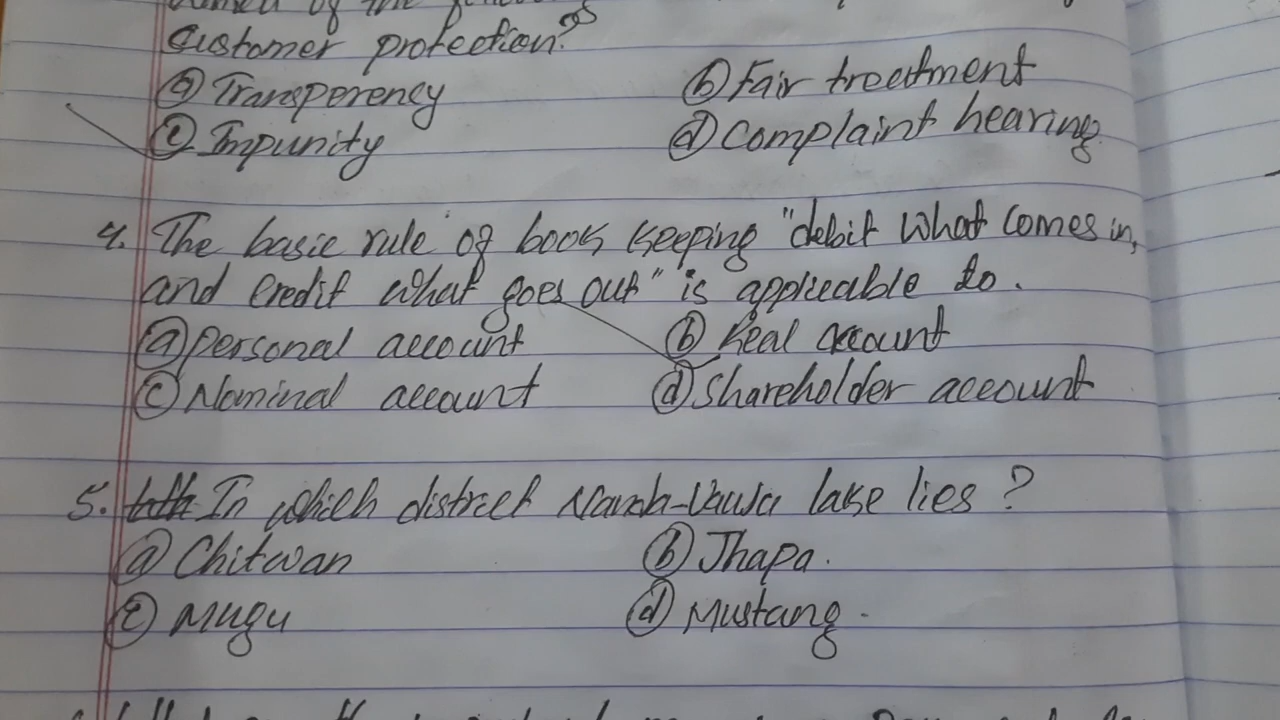 of the
Customer protection?
(a) Transperency (b) Fair treatment
(c) Impunity (d) Complaint hearing.
4. The basic rule of book keeping "debit what comes in,
and credit what goes out" is applicable to.
(a) personal account (b) Real account
(c) Nominal account (d) Shareholder account
5. In which district lake lies ?
(a) Chitwan (b) Jhapa.
(c) Mugu (d) Mustang.